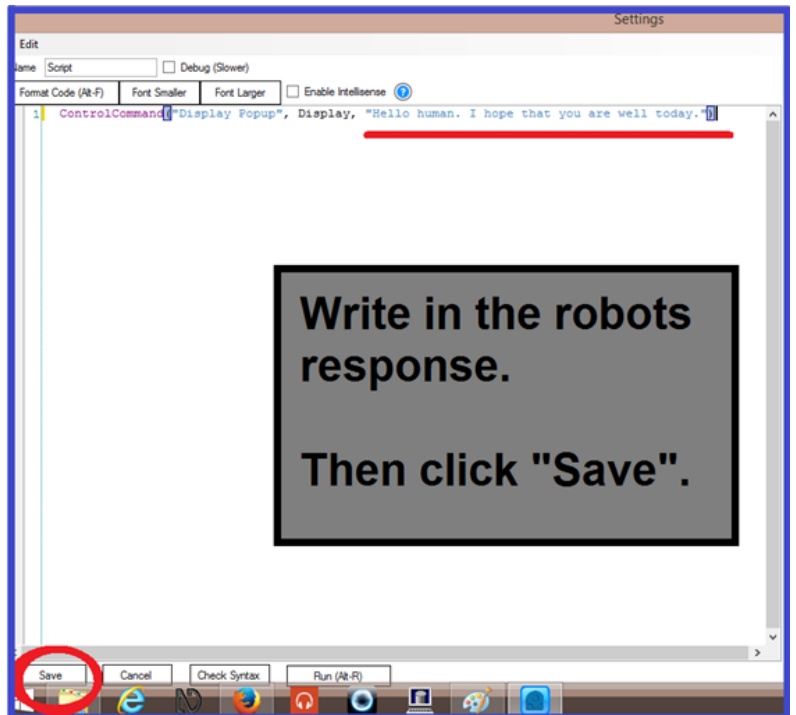 Settings
Edit
Name Script Debug (Slower)
Format Code (Alt-F) Font Smaller Font Larger Enable Intellisense ?
1 ControlCommand("Display Popup", Display, "Hello human. I hope that you are well today.")
Write in the robots
response.
Then click "Save".
Save Cancel Check Syntax Run (Alt-R)